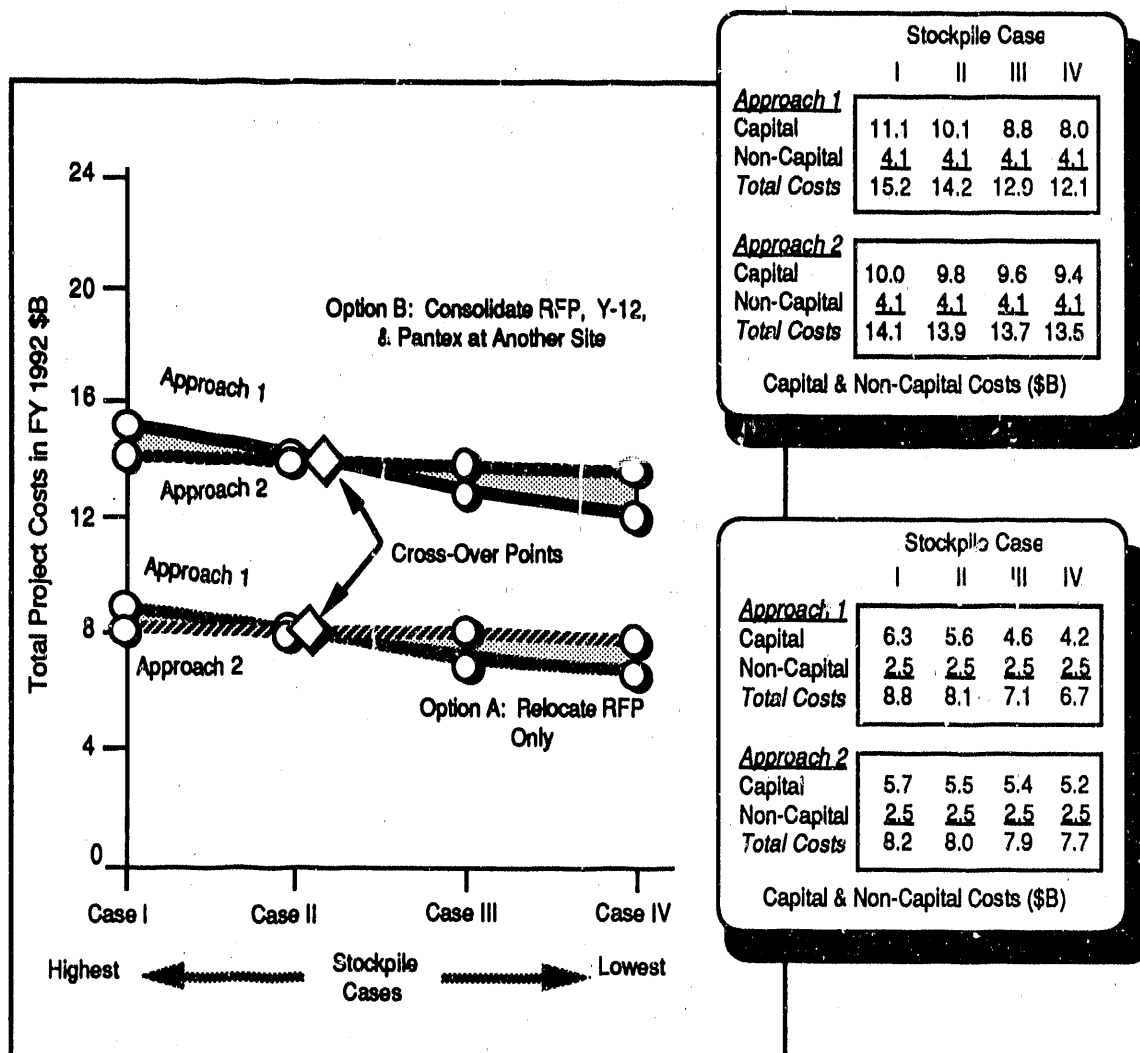 Stockpile Case
I II III IV
Approach 1
Capital 11.1 10.1 8.8 8.0
Non-Capital 4.1 4.1 4.1 4.1
Total Costs 15.2 14.2 12.9 12.1
Approach 2
Capital 10.0 9.8 9.6 9.4
Non-Capital 4.1 4.1 4.1 4.1
Total Costs 14.1 13.9 13.7 13.5
Capital & Non-Capital Costs ($B)
Total Project Costs in FY 1992 $B
24
20
16
12
8
4
0
Option B: Consolidate RFP, Y-12,
& Pantex at Another Site
Approach 1
Approach 2
Cross-Over Points
Approach 1
Approach 2
Option A: Relocate RFP
Only
Case I Case II Case III Case IV
Highest Stockpile Lowest
Cases
Stockpile Case
I II III IV
Approach 1
Capital 6.3 5.6 4.6 4.2
Non-Capital 2.5 2.5 2.5 2.5
Total Costs 8.8 8.1 7.1 6.7
Approach 2
Capital 5.7 5.5 5.4 5.2
Non-Capital 2.5 2.5 2.5 2.5
Total Costs 8.2 8.0 7.9 7.7
Capital & Non-Capital Costs ($B)